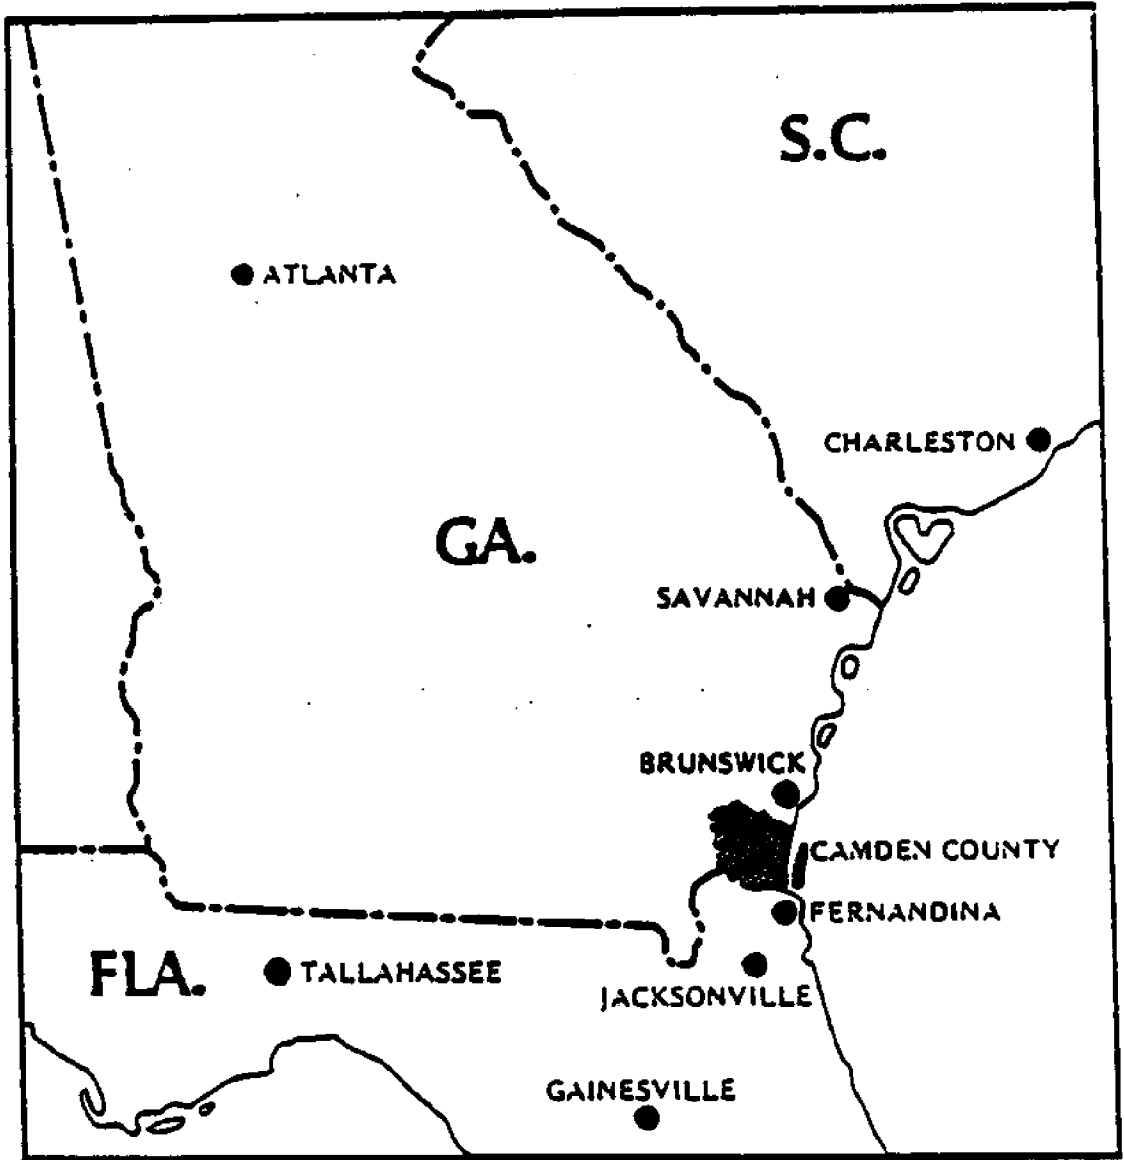 S.C.
ATLANTA
CHARLESTON
GA.
SAVANNAH
BRUNSWICK
CAMDEN COUNTY
FERNANDINA
FLA.
TALLAHASSEE
JACKSONVILLE
GAINESVILLE